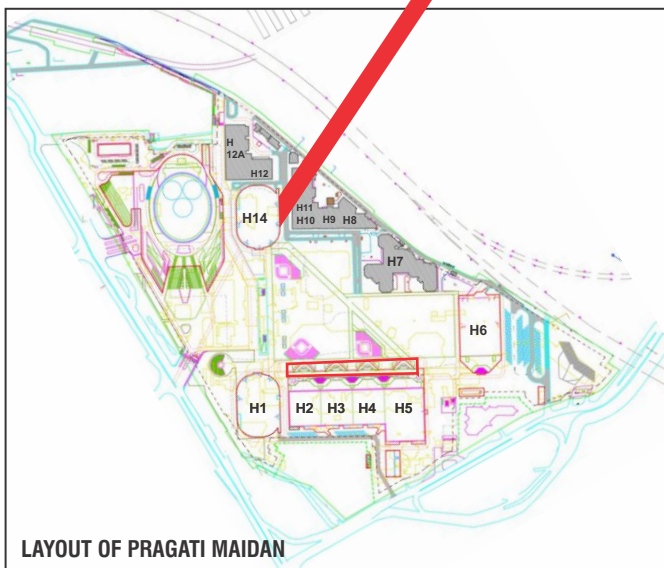 H
12A
H12
H14
H11
H10
H9
H8
H7
H6
H1
H2
H3
H4
H5
LAYOUT OF PRAGATI MAIDAN